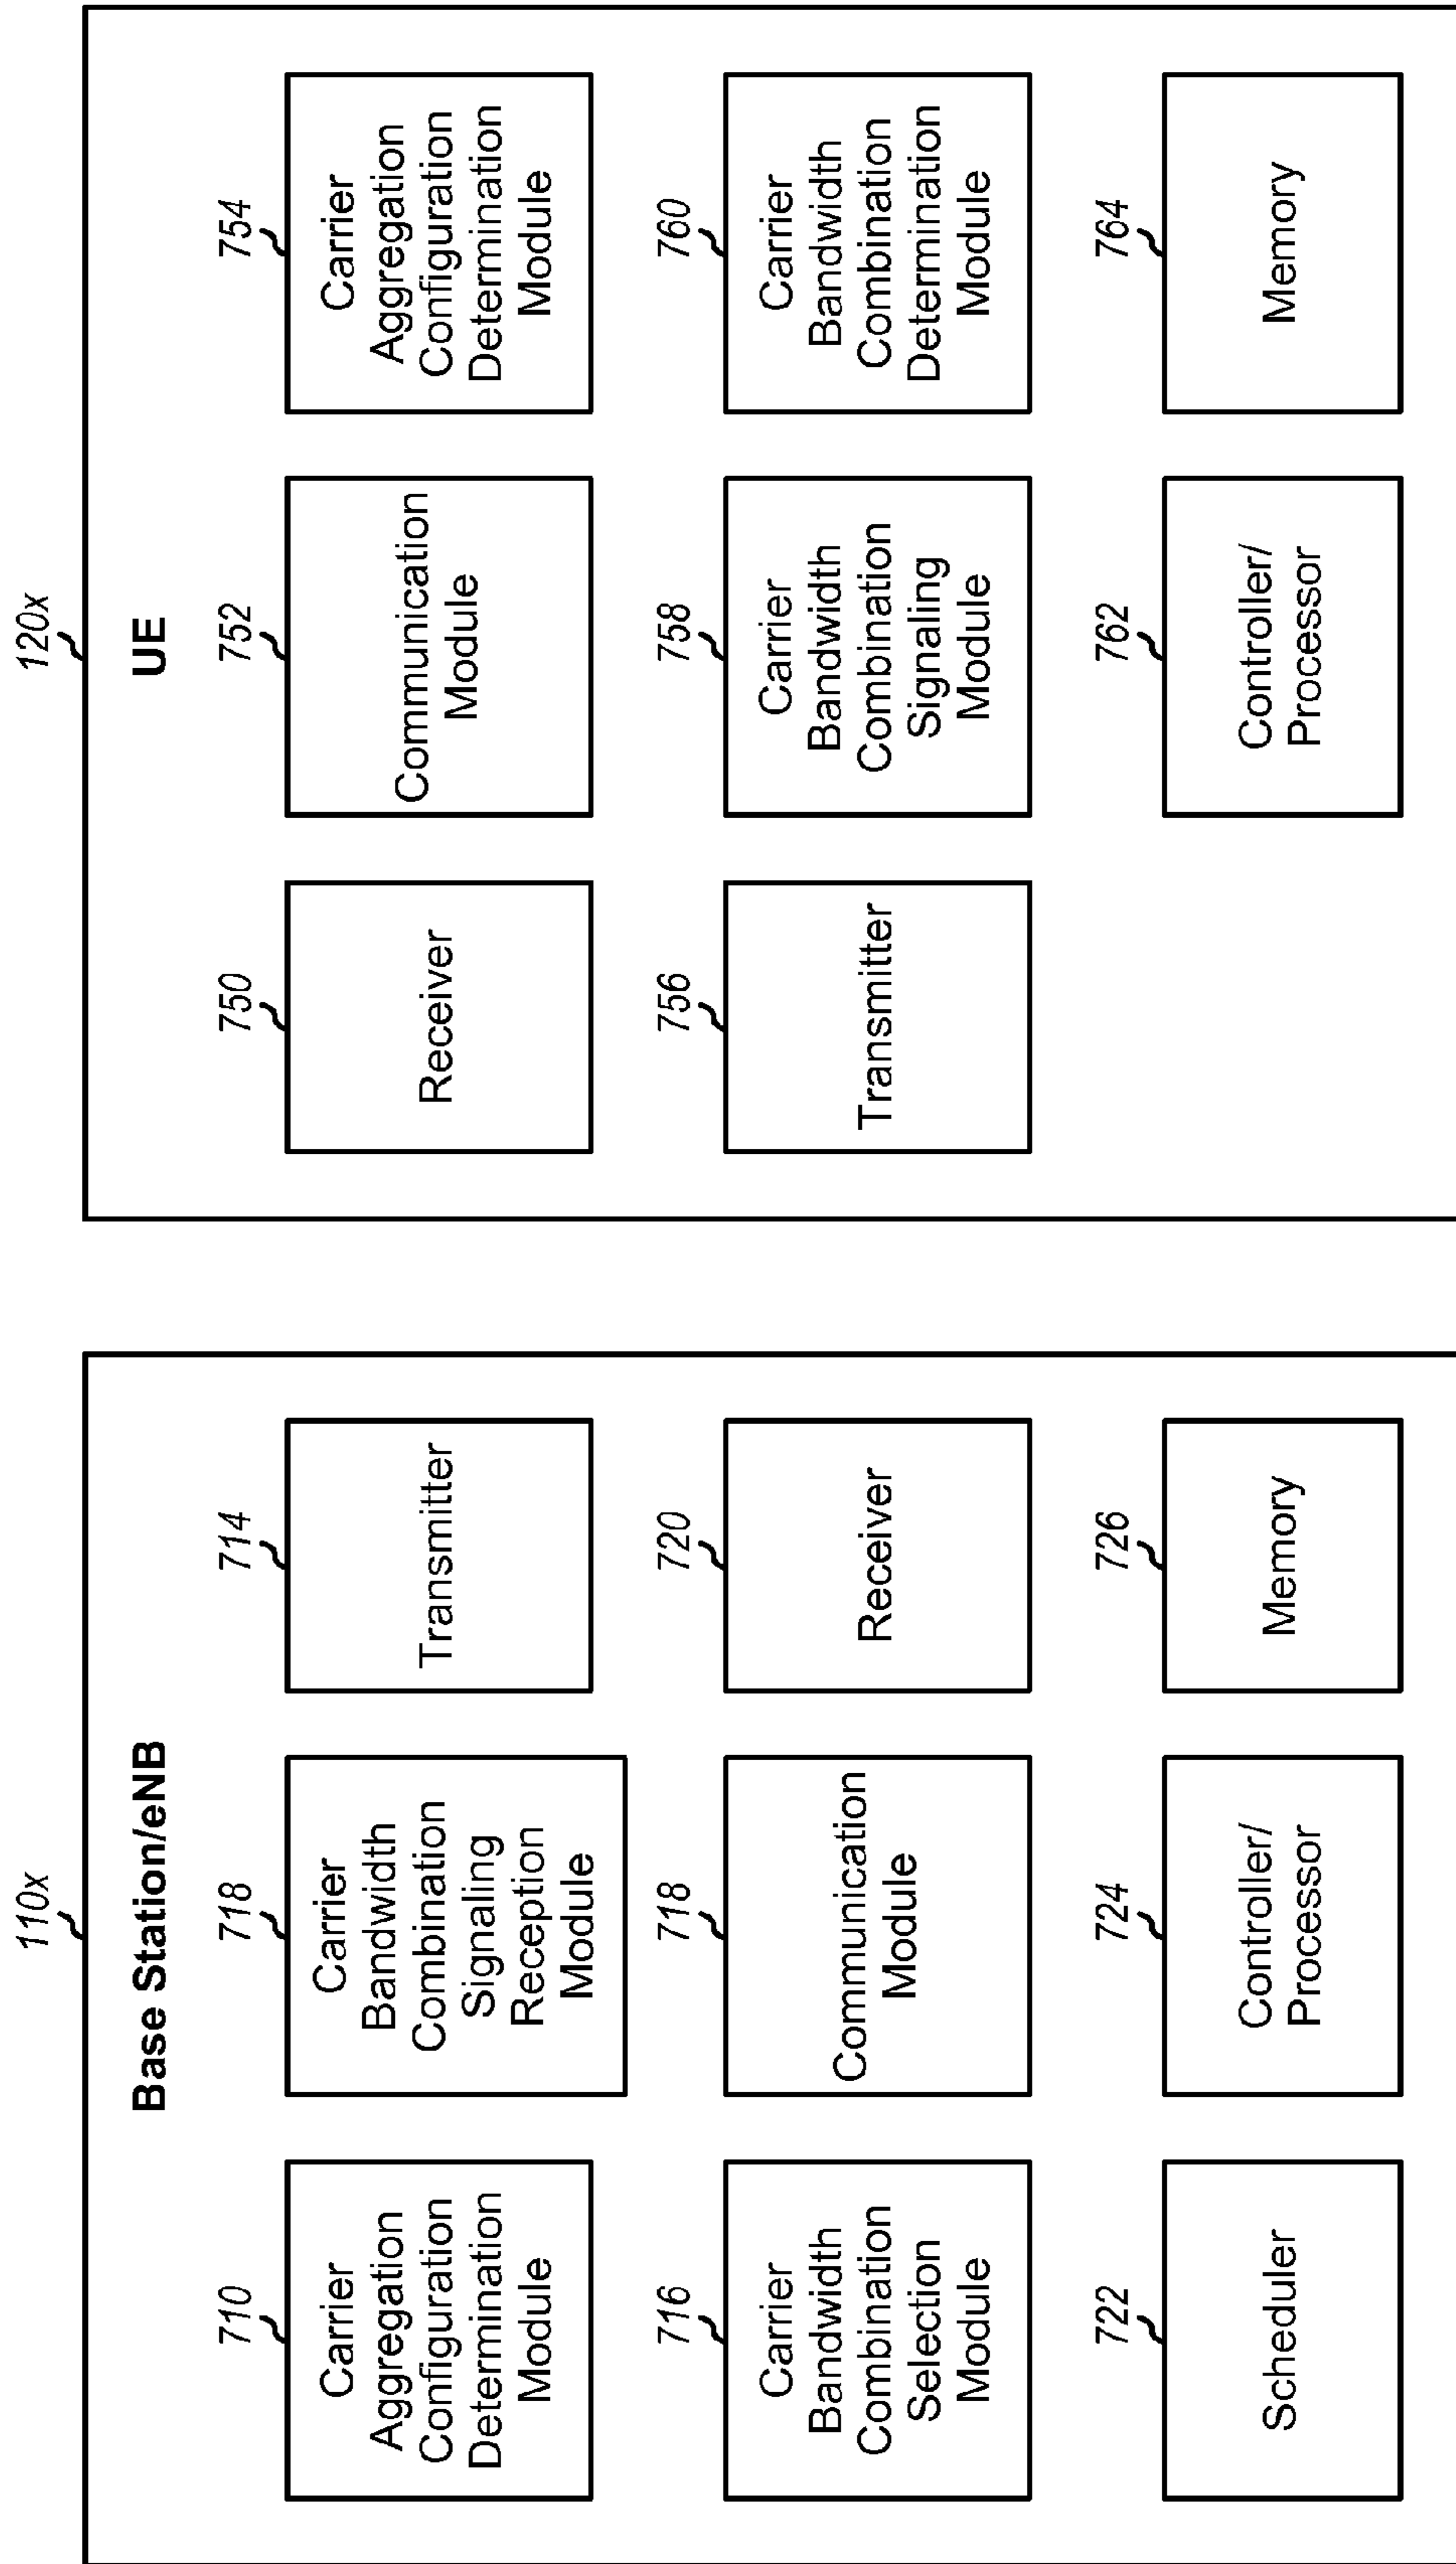 110x
Base Station/eNB
710
Carrier
Aggregation
Configuration
Determination
Module
718
Carrier
Bandwidth
Combination
Signaling
Reception
Module
714
Transmitter
716
Carrier
Bandwidth
Combination
Selection
Module
718
Communication
Module
720
Receiver
722
Scheduler
724
Controller/
Processor
726
Memory
120x
UE
750
Receiver
752
Communication
Module
754
Carrier
Aggregation
Configuration
Determination
Module
756
Transmitter
758
Carrier
Bandwidth
Combination
Signaling
Module
760
Carrier
Bandwidth
Combination
Determination
Module
762
Controller/
Processor
764
Memory